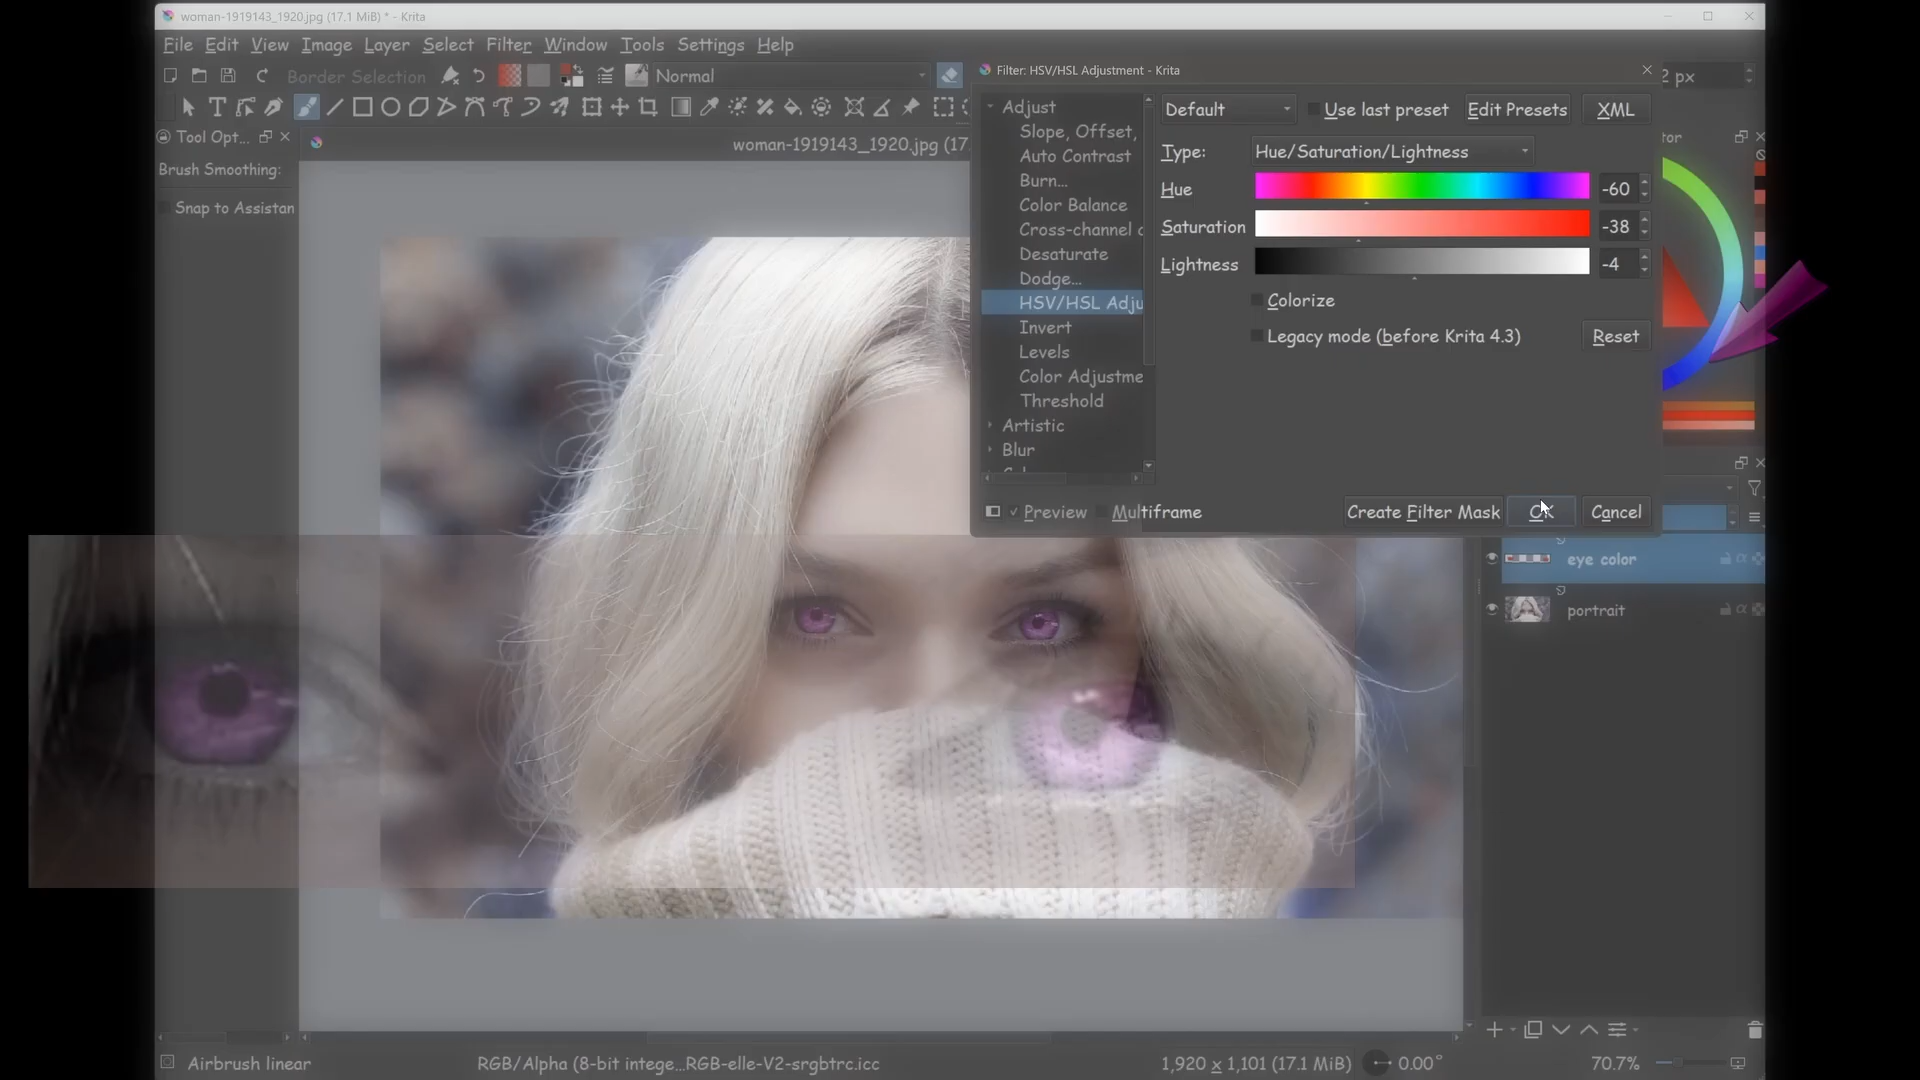 woman-1919143_1920.jpg (17.1 MiB) * - Krita
File Edit View Image Layer Select Filter Window Tools Settings Help
Border Selection
Normal
2 px
Tool Opt...
Brush Smoothing:
Snap to Assistan
woman-1919143_1920.jpg (17.
Filter: HSV/HSL Adjustment - Krita
Adjust
Slope, Offset,
Auto Contrast
Burn...
Color Balance
Cross-channel c
Desaturate
Dodge...
HSV/HSL Adju
Invert
Levels
Color Adjustme
Threshold
Artistic
Blur
Default
Use last preset
Edit Presets
XML
Type:
Hue/Saturation/Lightness
Hue
-60
Saturation
-38
Lightness
-4
Colorize
Legacy mode (before Krita 4.3)
Reset
Preview
Multiframe
Create Filter Mask
OK
Cancel
tor
eye color
portrait
Airbrush linear
RGB/Alpha (8-bit intege...RGB-elle-V2-srgbtrc.icc
1,920 x 1,101 (17.1 MiB)
0.00°
70.7%